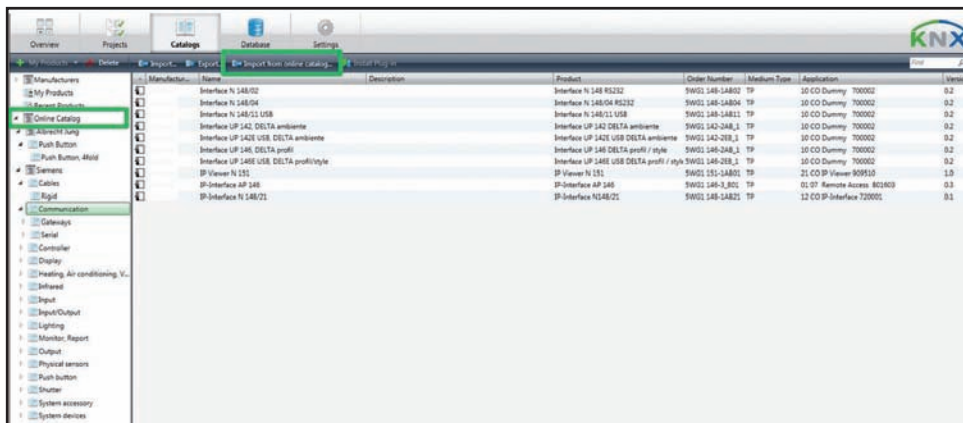 Overview Projects Catalogs Database Settings
KNX
My Products Delete Import... Export... Import from online catalog... Install Plug-in Find
Manufacturers
My Products
Recent Products
Online Catalog
Albrecht Jung
Push Button
Push Button, 4fold
Siemens
Cables
Rigid
Communication
Gateways
Serial
Controller
Display
Heating, Air conditioning, V...
Infrared
Input
Input/Output
Lighting
Monitor, Report
Output
Physical sensors
Push button
Shutter
System accessory
System devices
Manufactur... Name Description Product Order Number Medium Type Application Versi
Interface N 148/02 Interface N 148 RS232 5WG1 148-1AB02 TP 10 CO Dummy 700002 0.2
Interface N 148/04 Interface N 148/04 RS232 5WG1 148-1AB04 TP 10 CO Dummy 700002 0.2
Interface N 148/11 USB Interface N 148/11 USB 5WG1 148-1AB11 TP 10 CO Dummy 700002 0.2
Interface UP 142, DELTA ambiente Interface UP 142 DELTA ambiente 5WG1 142-2AB_1 TP 10 CO Dummy 700002 0.2
Interface UP 142E USB, DELTA ambiente Interface UP 142E USB DELTA ambiente 5WG1 142-2EB_1 TP 10 CO Dummy 700002 0.2
Interface UP 146, DELTA profil Interface UP 146 DELTA profil / style 5WG1 146-2AB_1 TP 10 CO Dummy 700002 0.2
Interface UP 146E USB, DELTA profil/style Interface UP 146E USB DELTA profil / style 5WG1 146-2EB_1 TP 10 CO Dummy 700002 0.2
IP Viewer N 151 IP Viewer N 151 5WG1 151-1AB01 TP 21 CO IP Viewer 909510 1.0
IP-Interface AP 146 IP-Interface AP 146 5WG1 146-3_B01 TP 01 07 Remote Access 801603 0.3
IP-Interface N 148/21 IP-Interface N148/21 5WG1 148-1AB21 TP 12 CO IP-Interface 720001 0.1